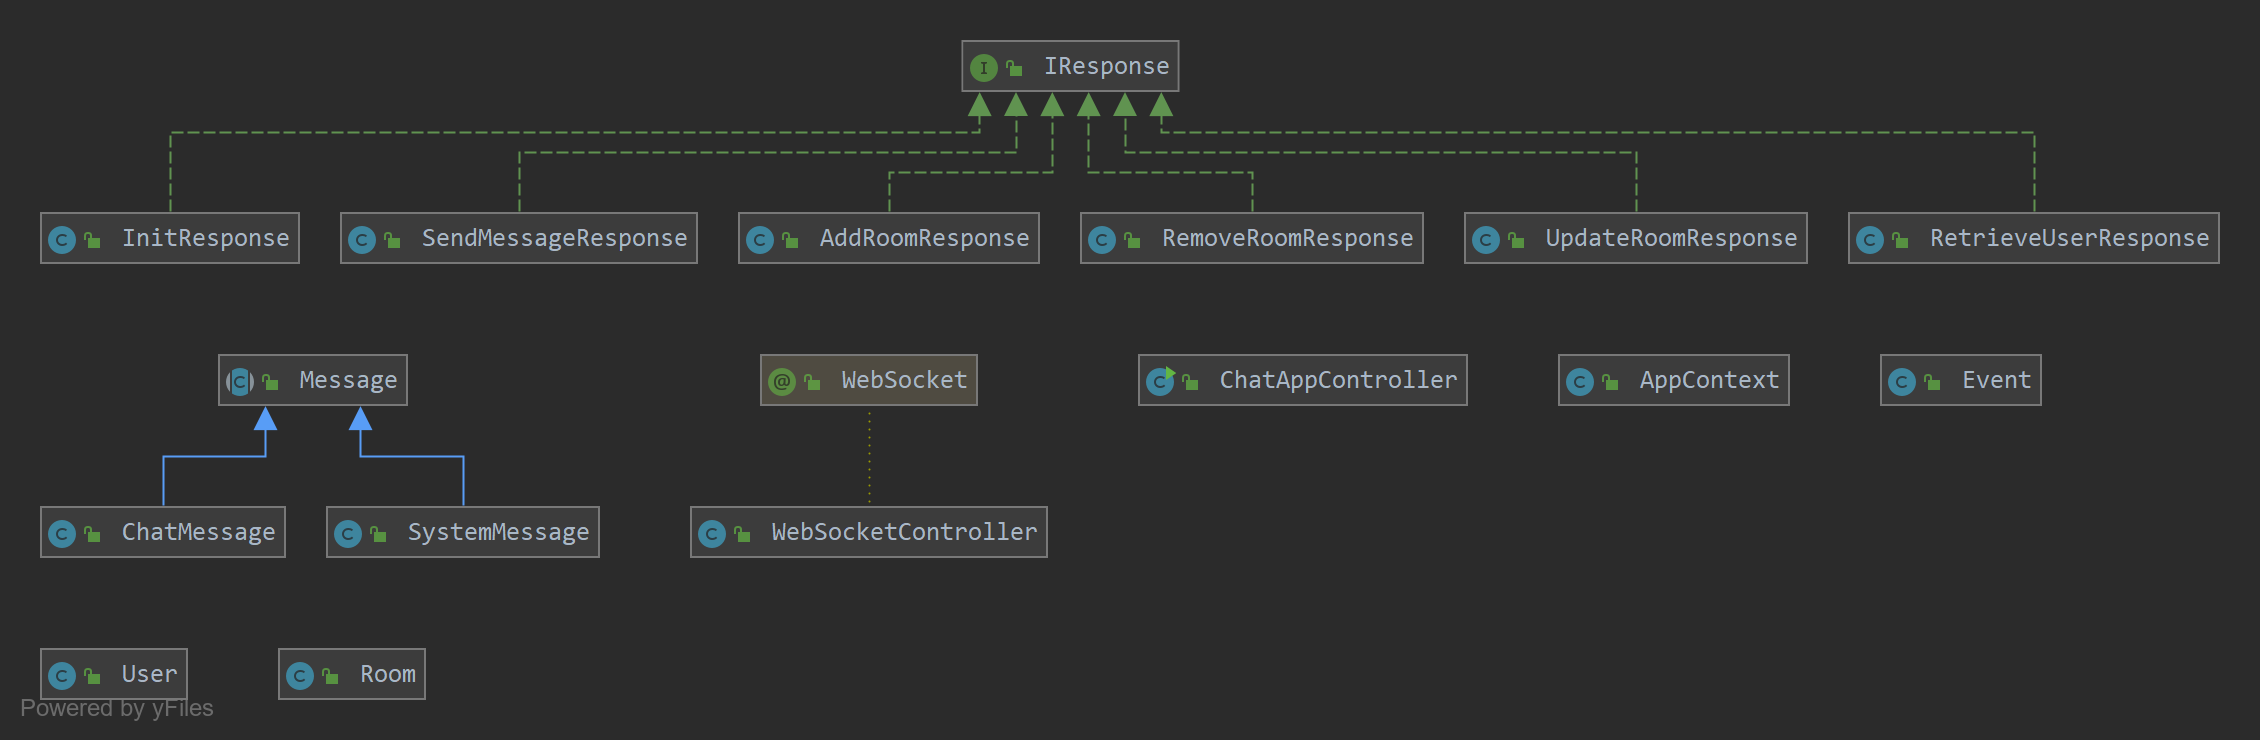 IResponse
InitResponse
SendMessageResponse
AddRoomResponse
RemoveRoomResponse
UpdateRoomResponse
RetrieveUserResponse
Message
WebSocket
ChatAppController
AppContext
Event
ChatMessage
SystemMessage
WebSocketController
User
Room
Powered by yFiles